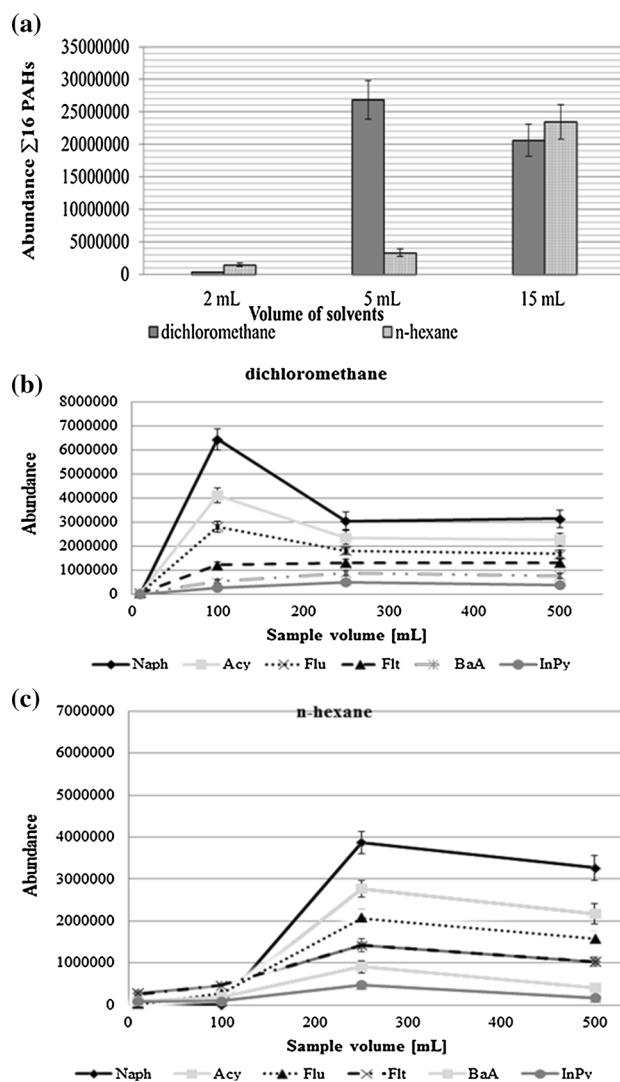 (a)
Abundance ∑16 PAHs
35000000
30000000
25000000
20000000
15000000
10000000
5000000
0
2 mL 5 mL 15 mL
Volume of solvents
dichloromethane n-hexane
(b)
dichloromethane
Abundance
8000000
7000000
6000000
5000000
4000000
3000000
2000000
1000000
0
0 100 200 300 400 500
Sample volume [mL]
Naph Acy Flu Flt BaA InPy
(c)
n-hexane
Abundance
7000000
6000000
5000000
4000000
3000000
2000000
1000000
0
0 100 200 300 400 500
Sample volume [mL]
Naph Acy Flu Flt BaA InPy